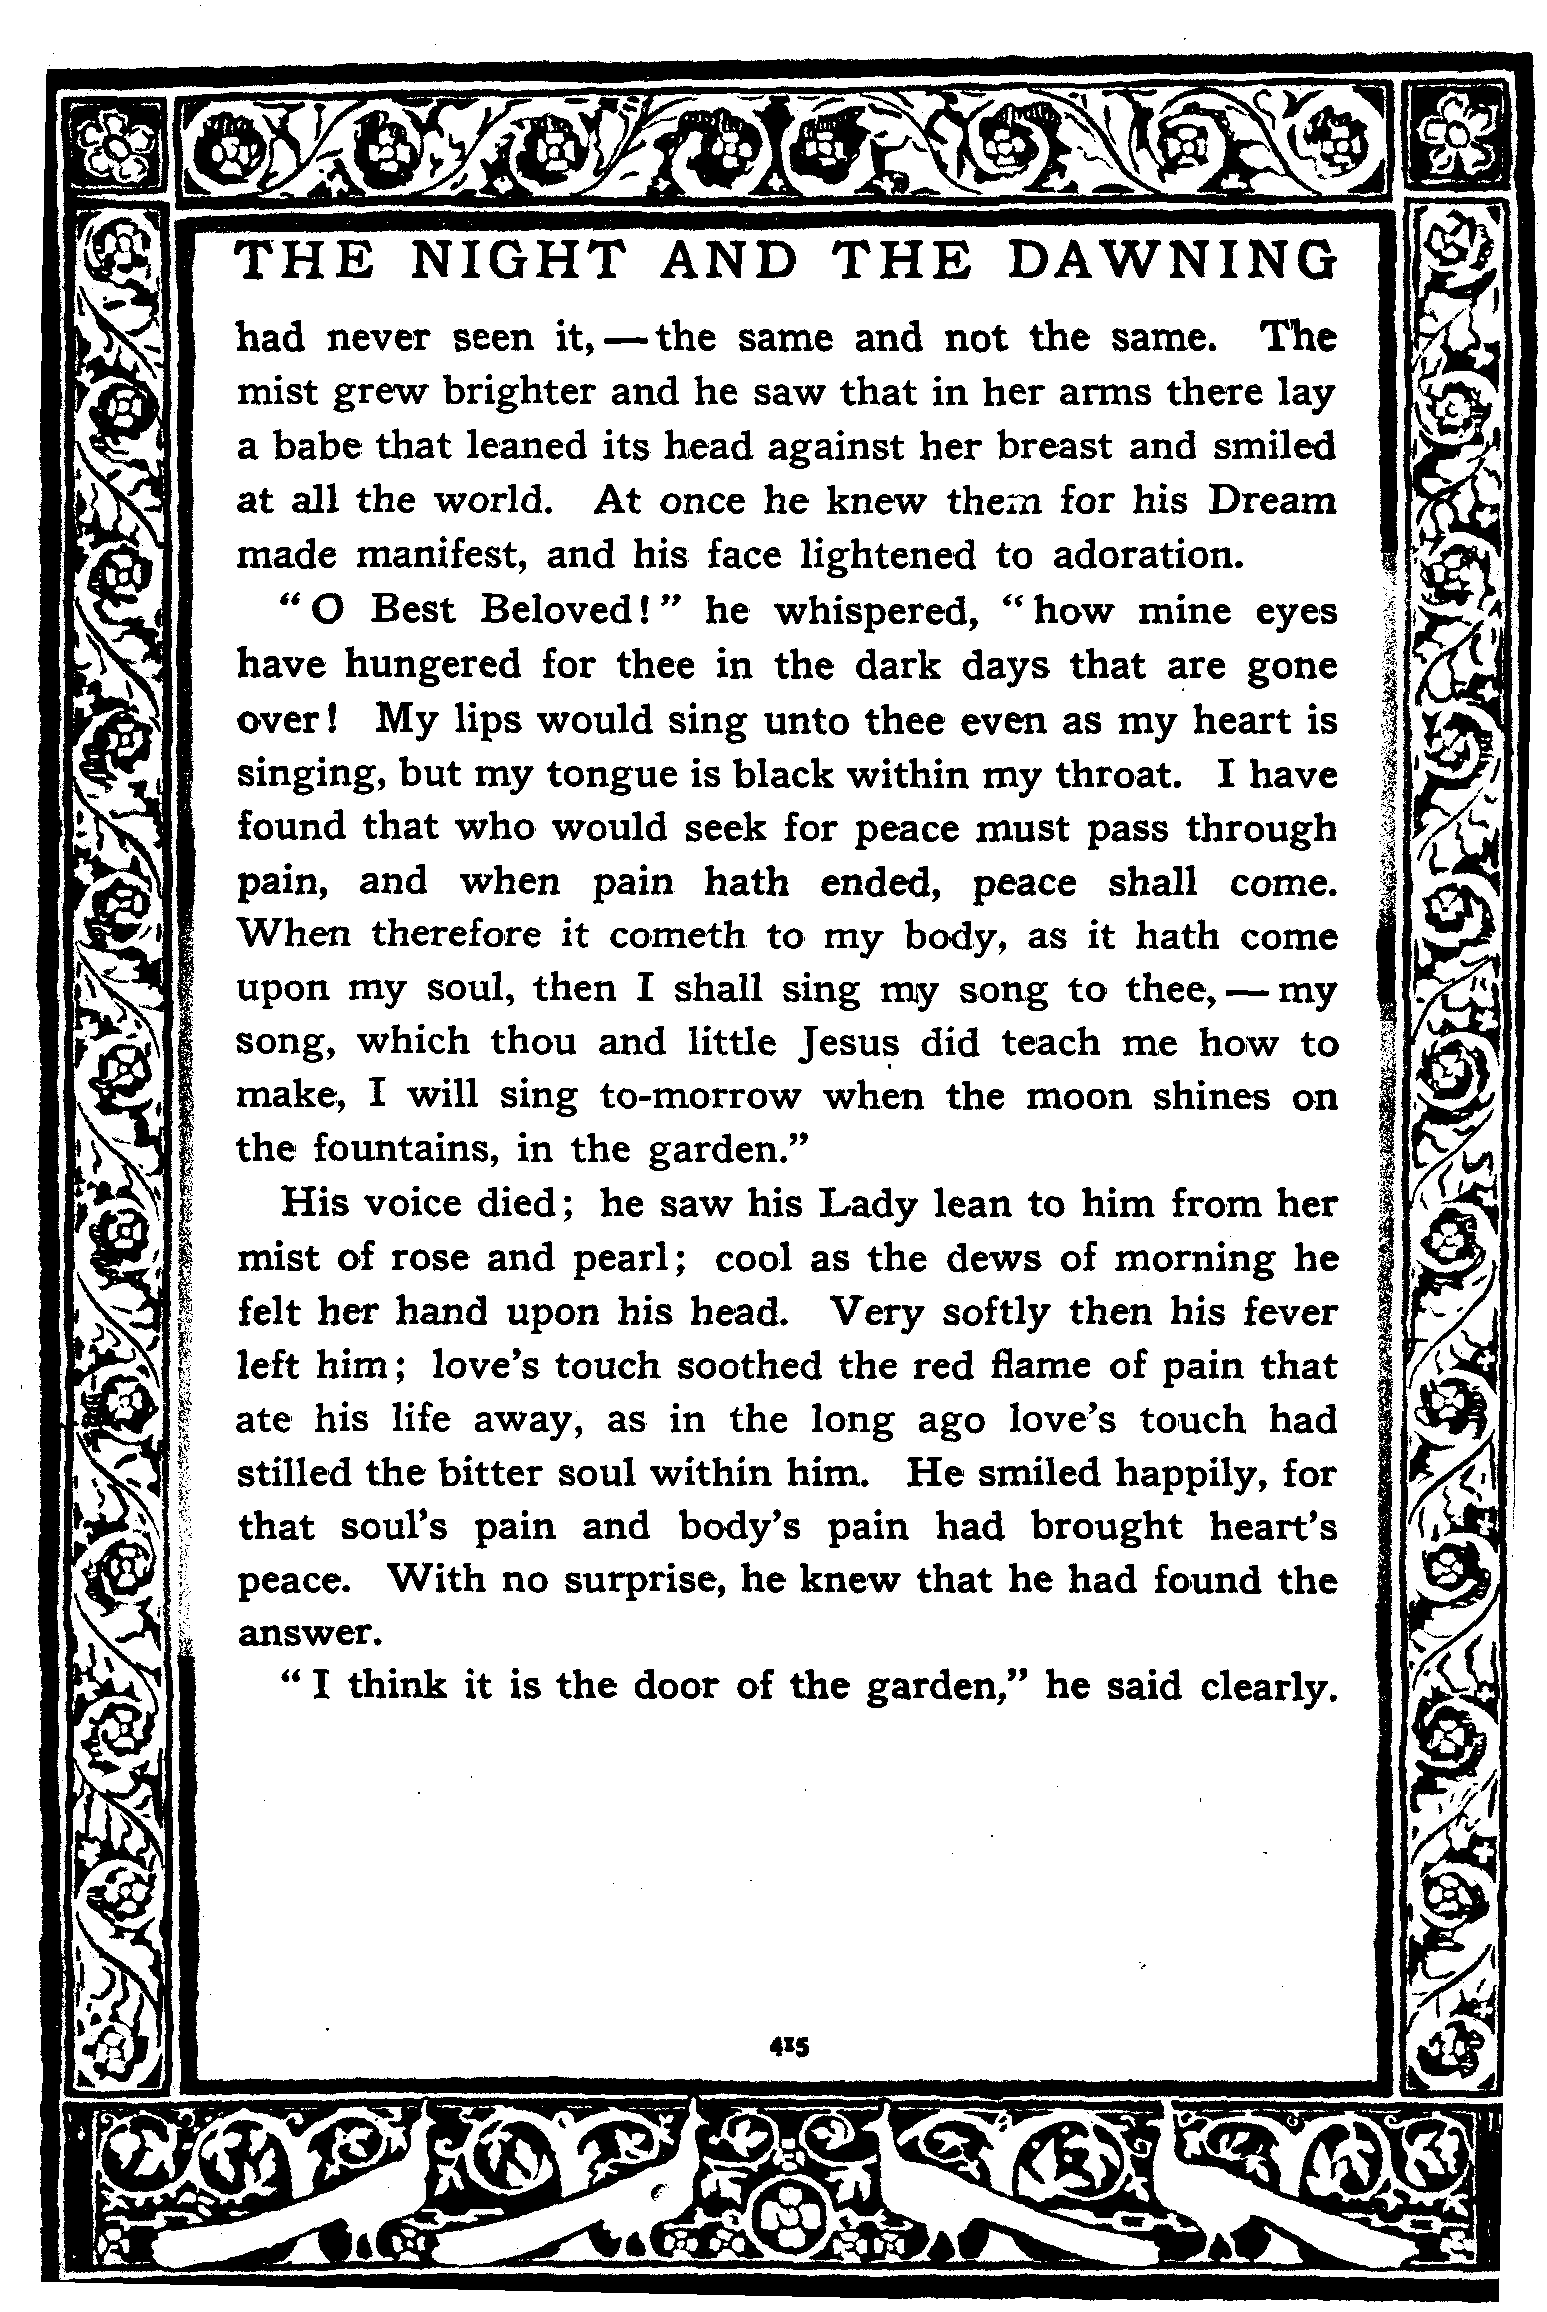 THE NIGHT AND THE DAWNING
had never seen it, — the same and not the same. The
mist grew brighter and he saw that in her arms there lay
a babe that leaned its head against her breast and smiled
at all the world. At once he knew them for his Dream
made manifest, and his face lightened to adoration.
“O Best Beloved!” he whispered, “how mine eyes
have hungered for thee in the dark days that are gone
over! My lips would sing unto thee even as my heart is
singing, but my tongue is black within my throat. I have
found that who would seek for peace must pass through
pain, and when pain hath ended, peace shall come.
When therefore it cometh to my body, as it hath come
upon my soul, then I shall sing my song to thee, — my
song, which thou and little Jesus did teach me how to
make, I will sing to-morrow when the moon shines on
the fountains, in the garden.”
His voice died; he saw his Lady lean to him from her
mist of rose and pearl; cool as the dews of morning he
felt her hand upon his head. Very softly then his fever
left him; love’s touch soothed the red flame of pain that
ate his life away, as in the long ago love’s touch had
stilled the bitter soul within him. He smiled happily, for
that soul’s pain and body’s pain had brought heart’s
peace. With no surprise, he knew that he had found the
answer.
“I think it is the door of the garden,” he said clearly.
415